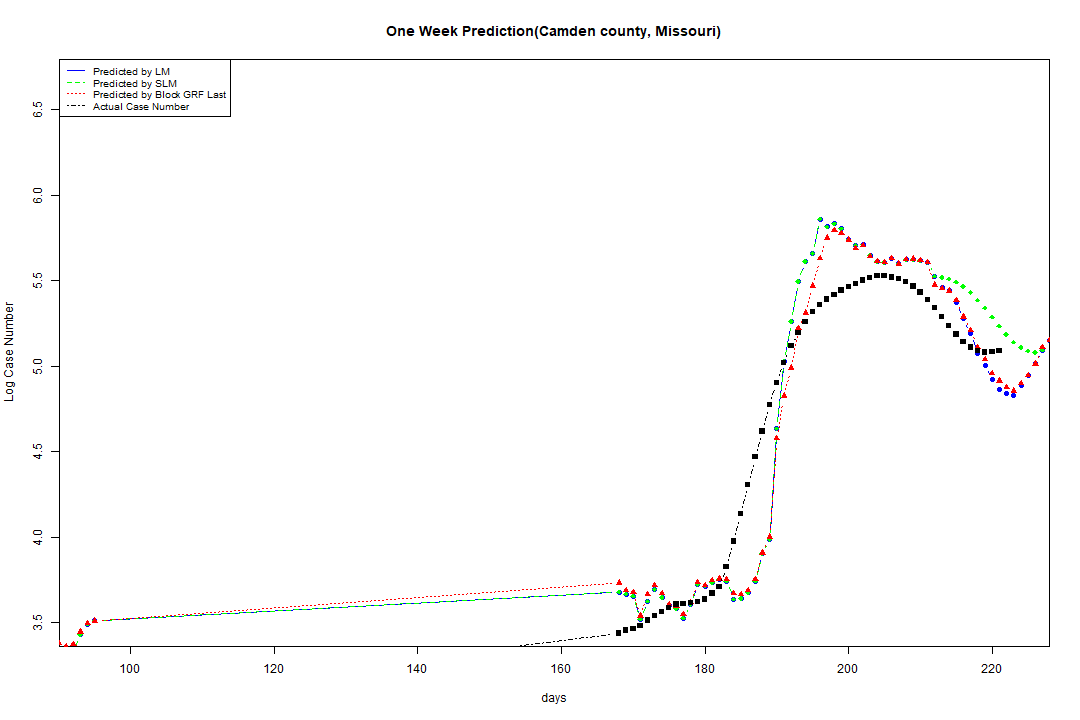 One Week Prediction(Camden county, Missouri)
Predicted by LM
Predicted by SLM
Predicted by Block GRF Last
Actual Case Number
Log Case Number
6.5
6.0
5.5
5.0
4.5
4.0
3.5
100 120 140 160 180 200 220
days